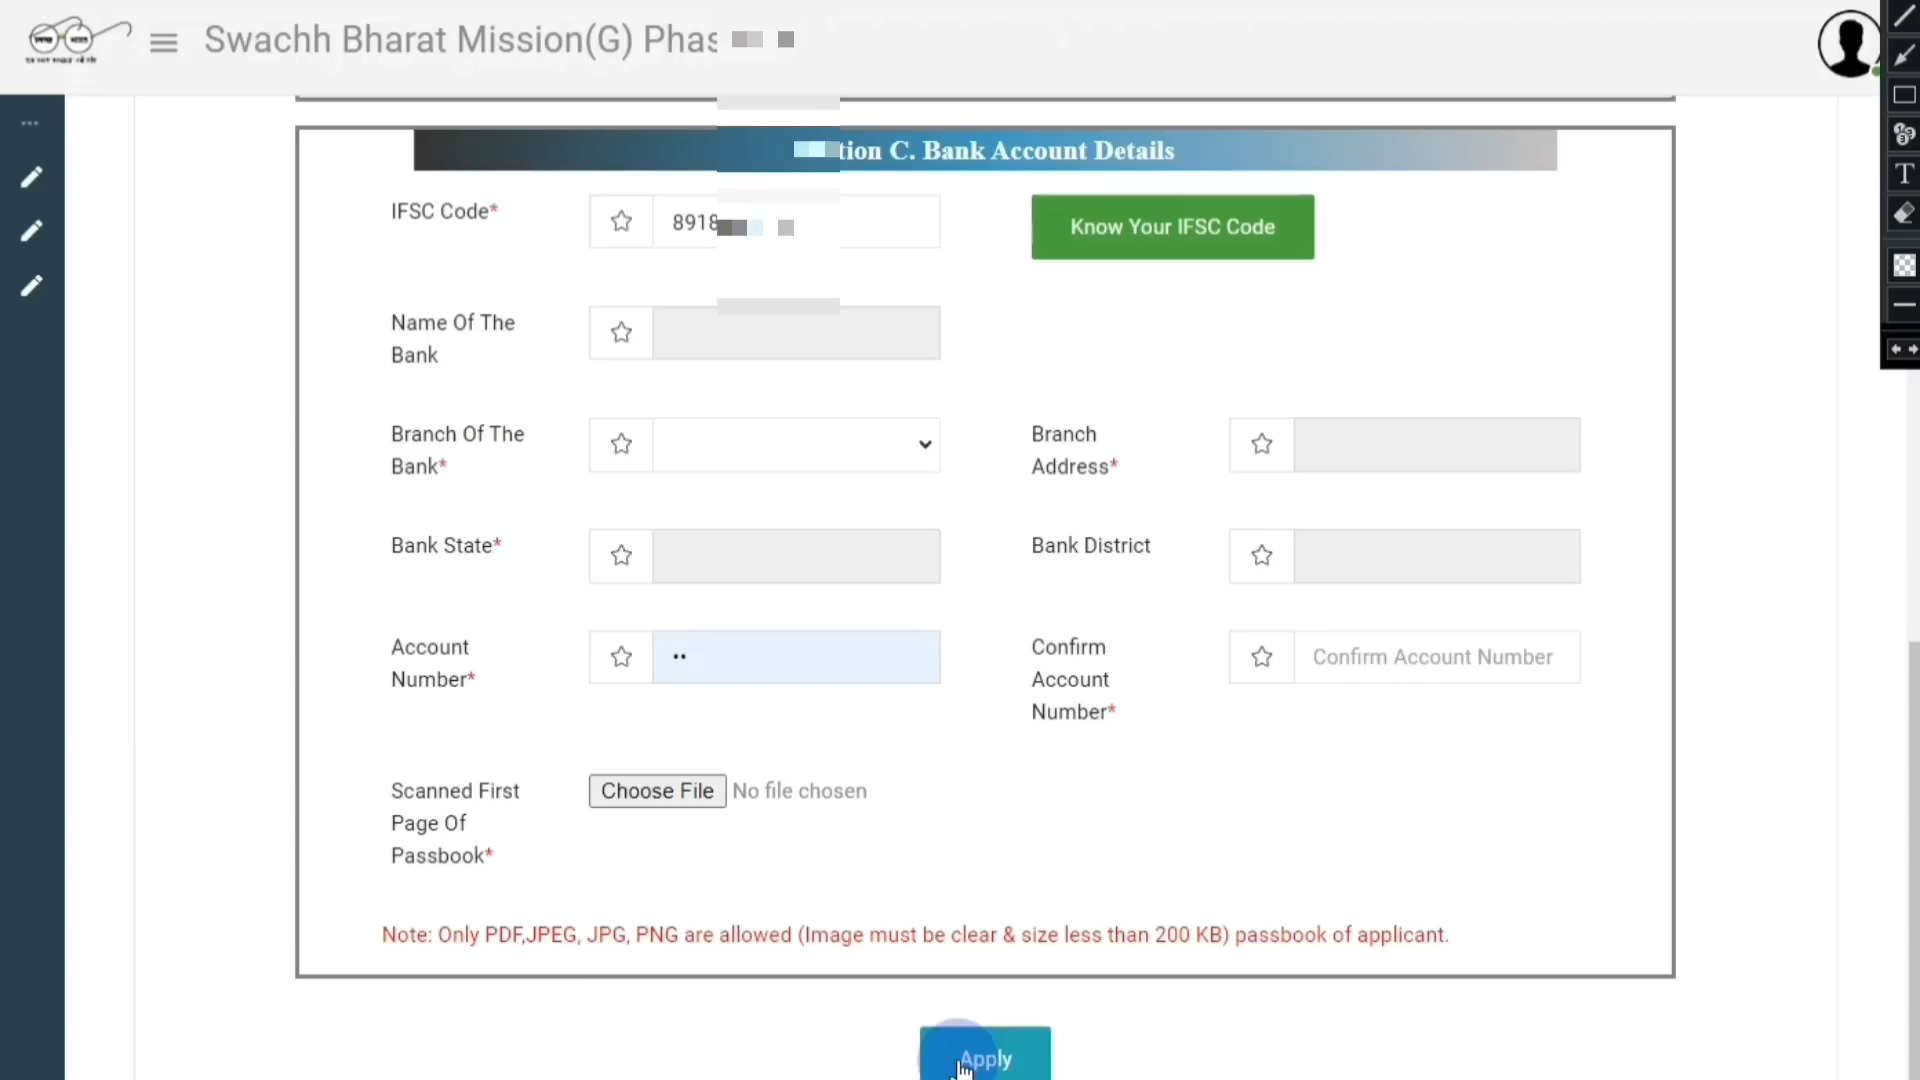 Swachh Bharat Mission(G) Phas
tion C. Bank Account Details
IFSC Code*
8918
Know Your IFSC Code
Name Of The
Bank
Branch Of The
Bank*
Branch
Address*
Bank State*
Bank District
Account
Number*
••
Confirm
Account
Number*
Confirm Account Number
Scanned First
Page Of
Passbook*
Choose File No file chosen
Note: Only PDF,JPEG, JPG, PNG are allowed (Image must be clear & size less than 200 KB) passbook of applicant.
Apply
T